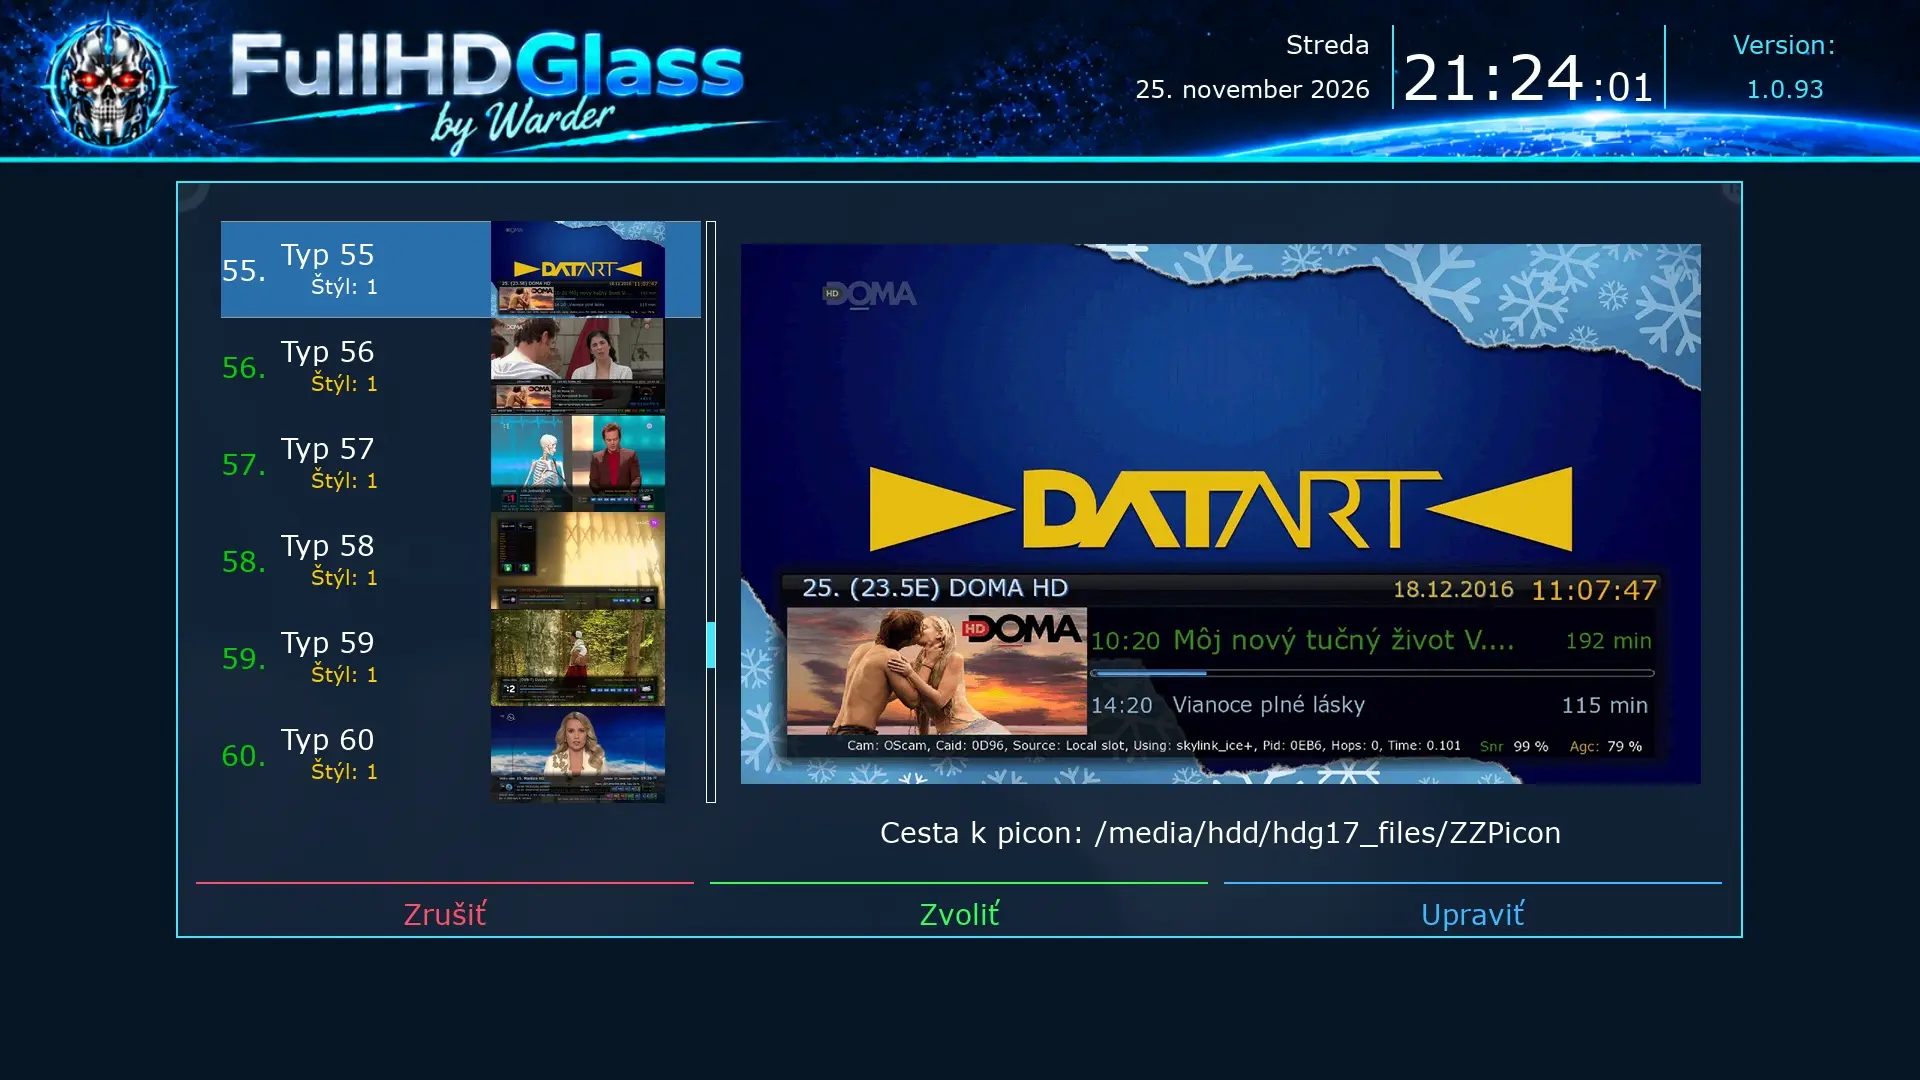 FullHDGlass
by Warder
Streda
25. november 2026
21:24:01
Version:
1.0.93
55.
Typ 55
Štýl: 1
56.
Typ 56
Štýl: 1
57.
Typ 57
Štýl: 1
58.
Typ 58
Štýl: 1
59.
Typ 59
Štýl: 1
60.
Typ 60
Štýl: 1
HD DOMA
DATART
25. (23.5E) DOMA HD
18.12.2016 11:07:47
HD DOMA
10:20 Môj nový tučný život V.... 192 min
14:20 Vianoce plné lásky 115 min
Cam: OScam, Caid: 0D96, Source: Local slot, Using: skylink_ice+, Pid: 0EB6, Hops: 0, Time: 0.101 Snr 99 % Agc: 79 %
Cesta k picon: /media/hdd/hdg17_files/ZZPicon
Zrušiť
Zvoliť
Upraviť